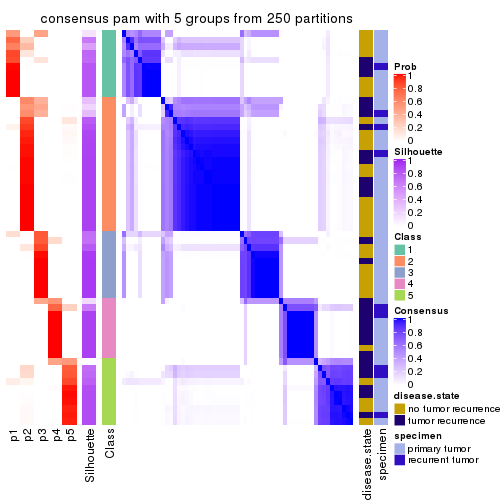 consensus pam with 5 groups from 250 partitions
Prob
1
0.8
0.6
0.4
0.2
0
Silhouette
1
0.8
0.6
0.4
0.2
0
Class
1
2
3
4
5
Consensus
1
0.8
0.6
0.4
0.2
0
disease.state
no tumor recurrence
tumor recurrence
specimen
primary tumor
recurrent tumor
p1
p2
p3
p4
p5
Silhouette
Class
disease.state
specimen